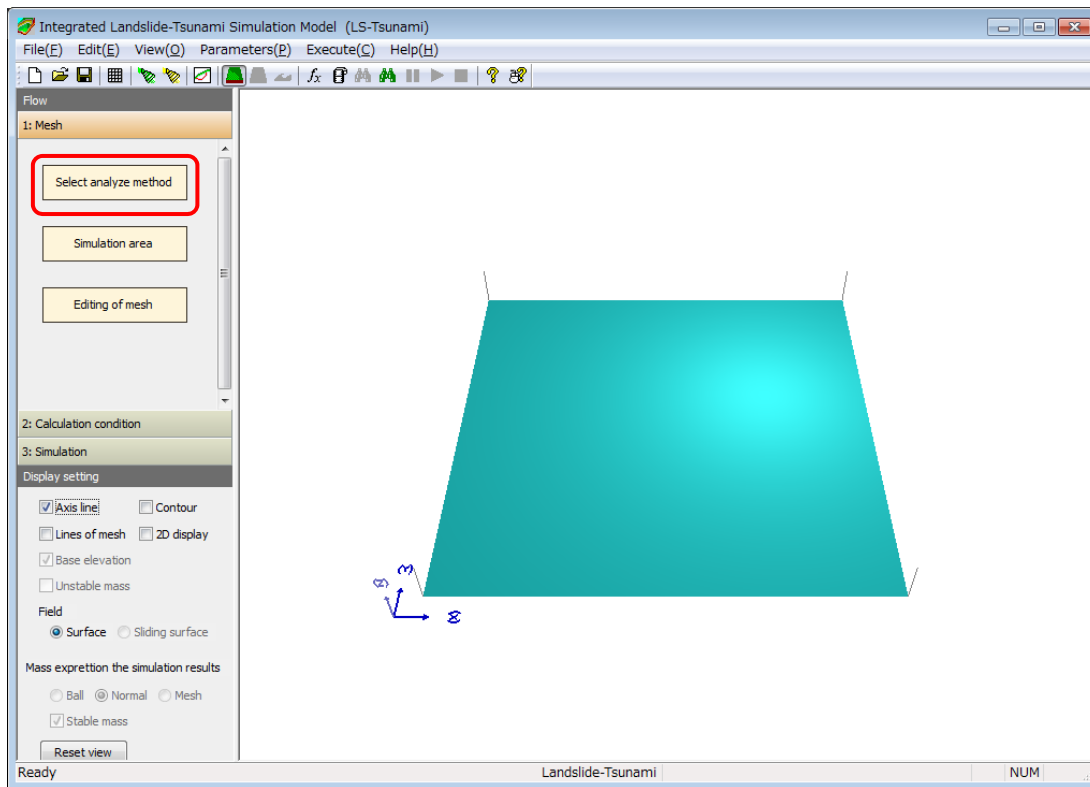 Integrated Landslide-Tsunami Simulation Model (LS-Tsunami)
File(F) Edit(E) View(O) Parameters(P) Execute(C) Help(H)
Flow
1: Mesh
Select analyze method
Simulation area
Editing of mesh
2: Calculation condition
3: Simulation
Display setting
Axis line Contour
Lines of mesh 2D display
Base elevation
Unstable mass
Field
Surface Sliding surface
Mass exprettion the simulation results
Ball Normal Mesh
Stable mass
Reset view
(Z) (Y)
Ready Landslide-Tsunami NUM